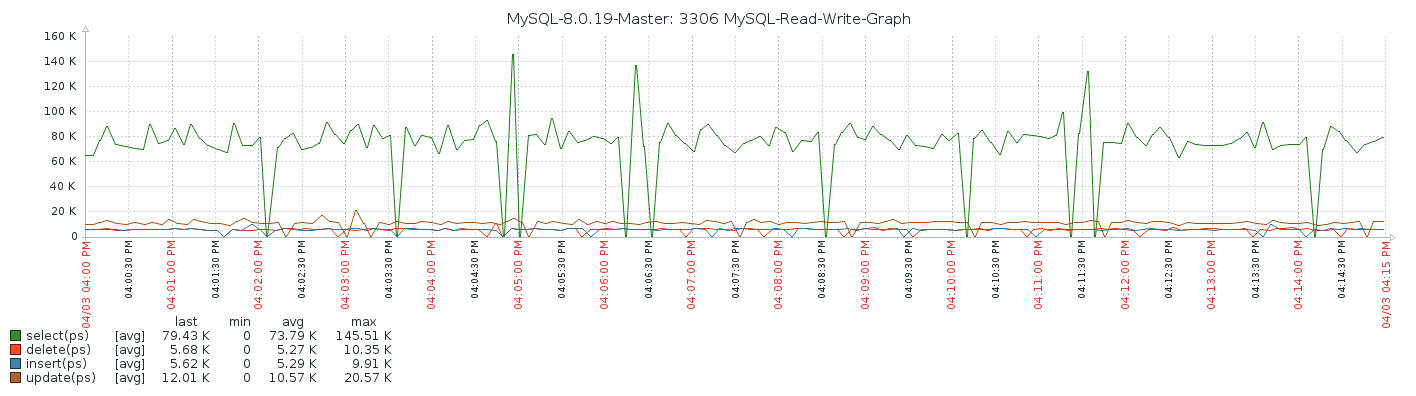 MySQL-8.0.19-Master: 3306 MySQL-Read-Write-Graph
160 K
140 K
120 K
100 K
80 K
60 K
40 K
20 K
0
04/03 04:00 PM
04:00:30 PM
04:01:00 PM
04:01:30 PM
04:02:00 PM
04:02:30 PM
04:03:00 PM
04:03:30 PM
04:04:00 PM
04:04:30 PM
04:05:00 PM
04:05:30 PM
04:06:00 PM
04:06:30 PM
04:07:00 PM
04:07:30 PM
04:08:00 PM
04:08:30 PM
04:09:00 PM
04:09:30 PM
04:10:00 PM
04:10:30 PM
04:11:00 PM
04:11:30 PM
04:12:00 PM
04:12:30 PM
04:13:00 PM
04:13:30 PM
04:14:00 PM
04:14:30 PM
04/03 04:15 PM
last min avg max
select(ps) [avg] 79.43 K 0 73.79 K 145.51 K
delete(ps) [avg] 5.68 K 0 5.27 K 10.35 K
insert(ps) [avg] 5.62 K 0 5.29 K 9.91 K
update(ps) [avg] 12.01 K 0 10.57 K 20.57 K